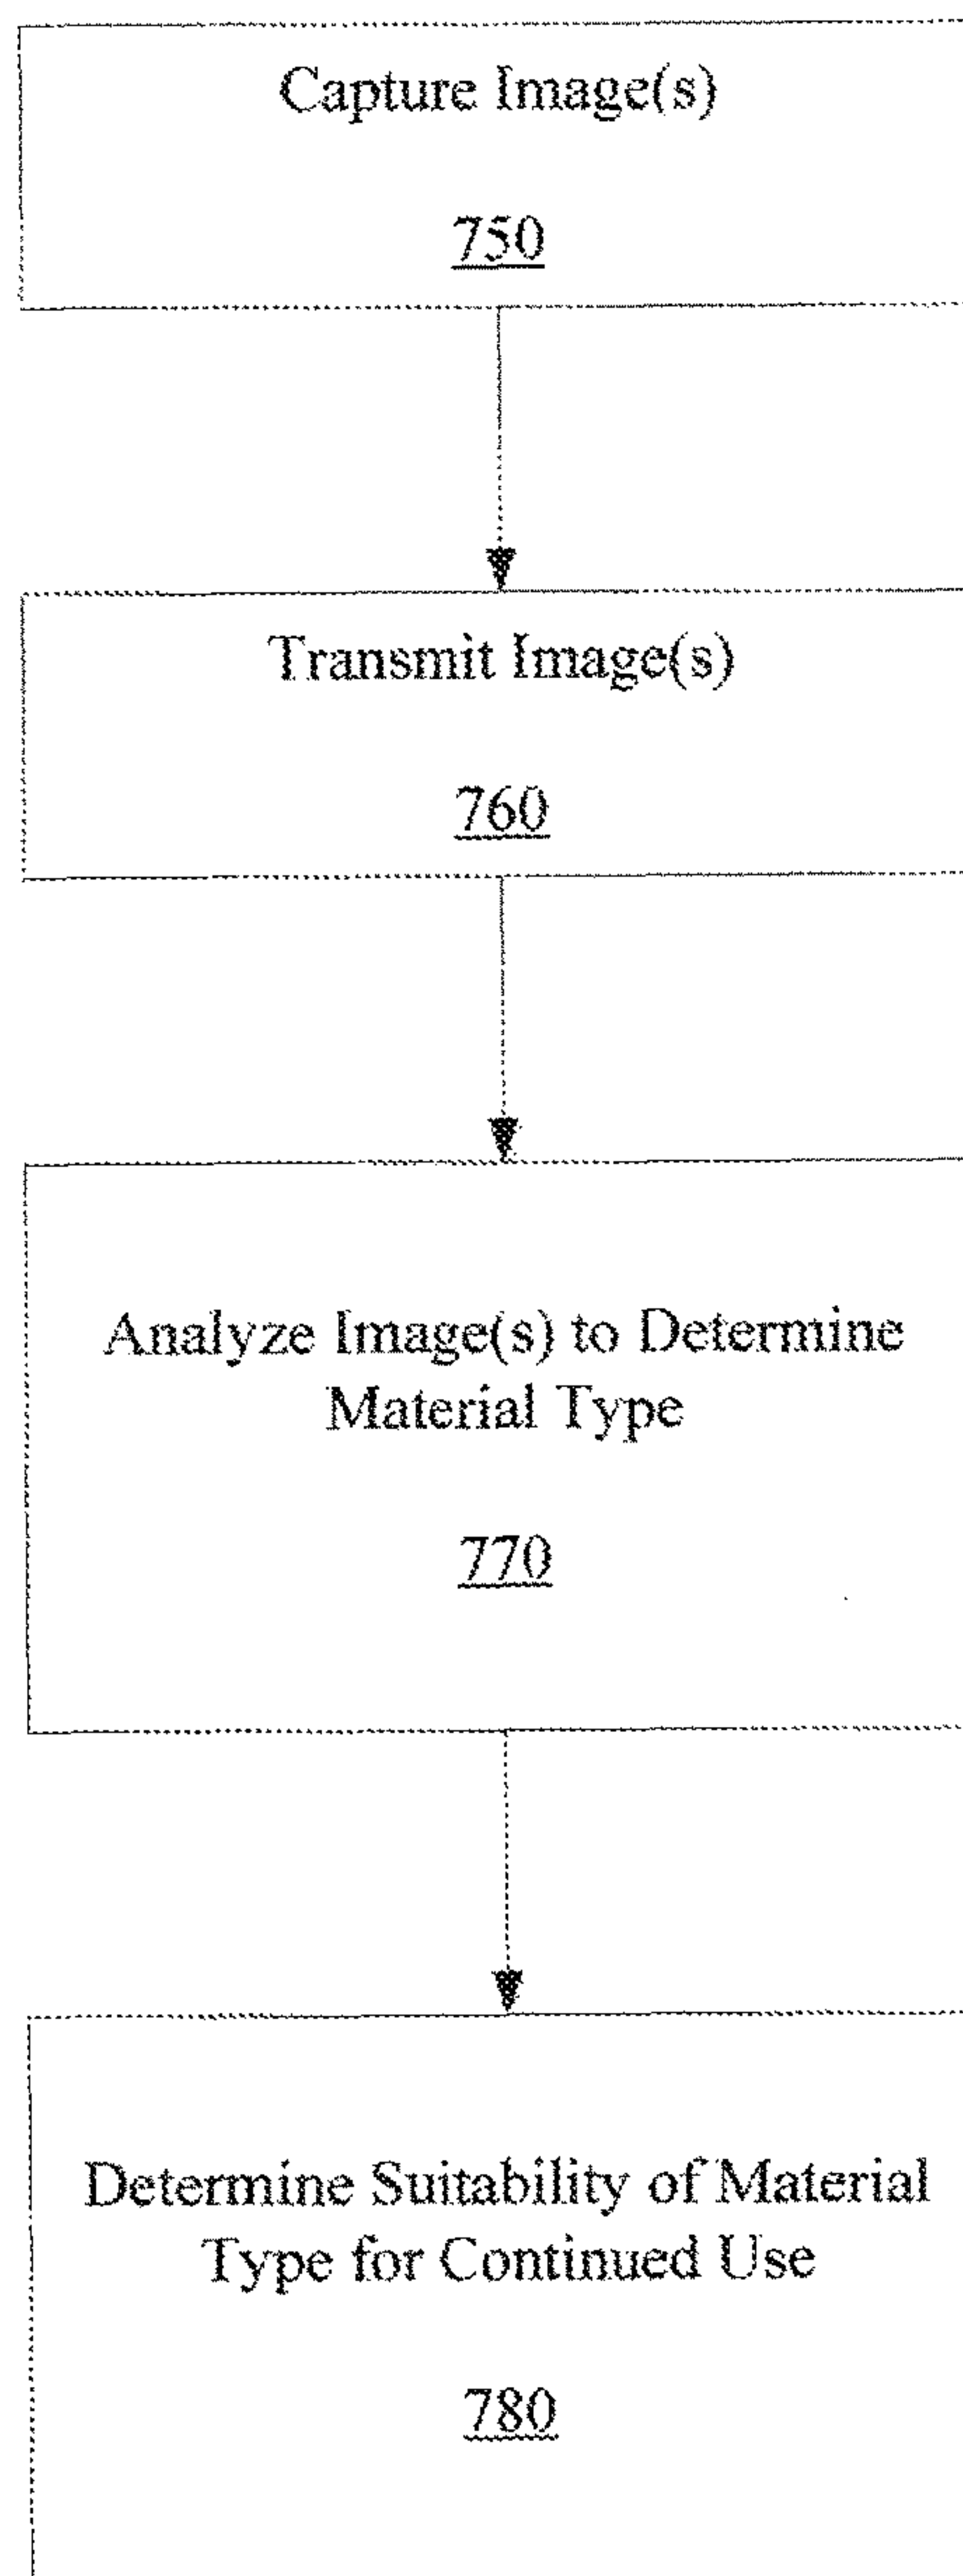 Capture Image(s)
750
Transmit Image(s)
760
Analyze Image(s) to Determine
Material Type
770
Determine Suitability of Material
Type for Continued Use
780